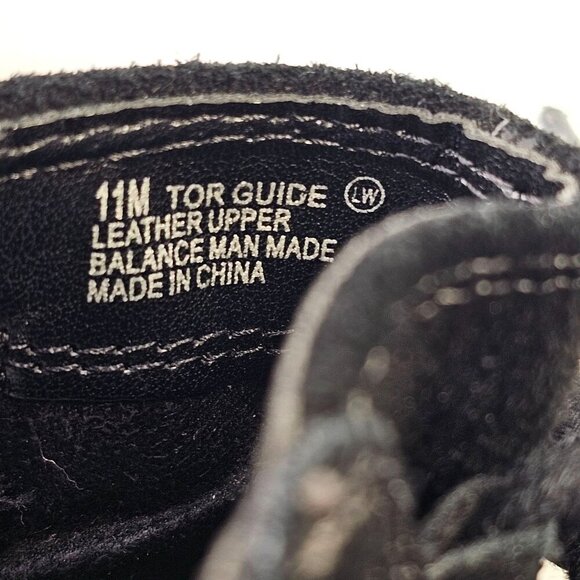 11M TOR GUIDE LW
LEATHER UPPER
BALANCE MAN MADE
MADE IN CHINA